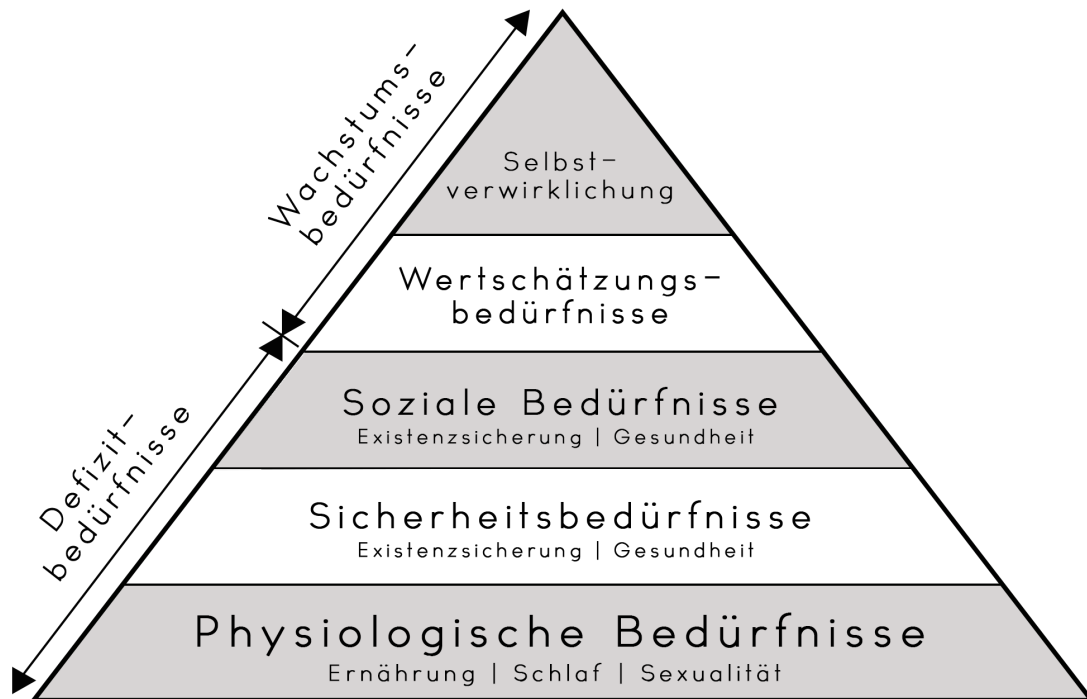 Wachstums-
bedürfnisse
Defizit-
bedürfnisse
Selbst-
verwirklichung
Wertschätzungs-
bedürfnisse
Soziale Bedürfnisse
Existenzsicherung | Gesundheit
Sicherheitsbedürfnisse
Existenzsicherung | Gesundheit
Physiologische Bedürfnisse
Ernährung | Schlaf | Sexualität